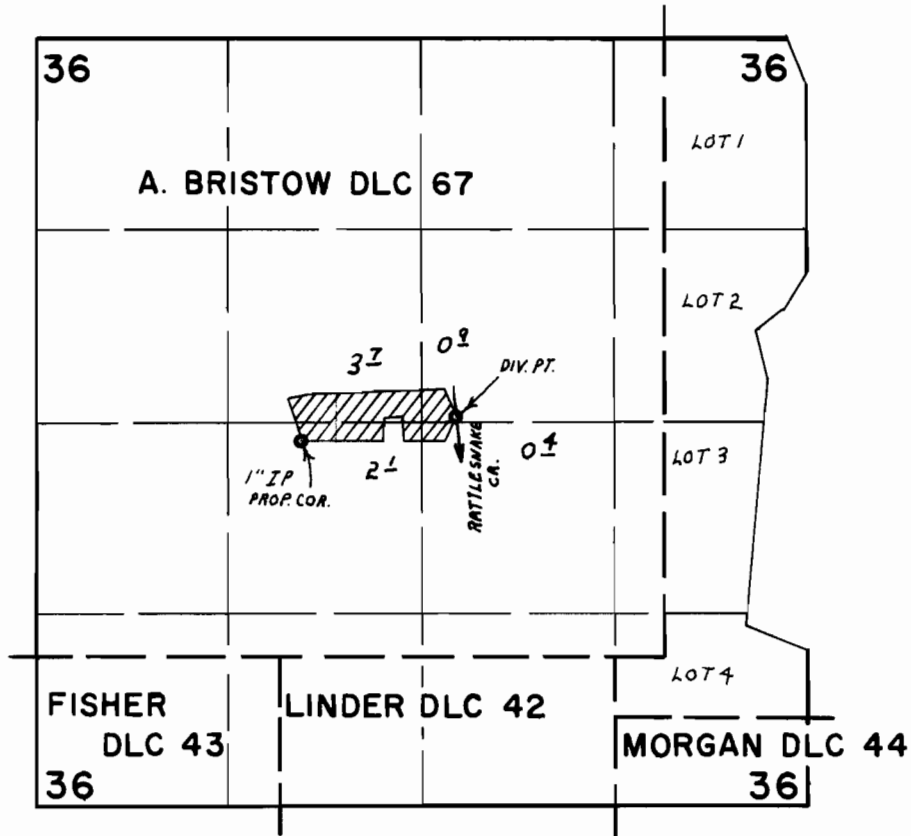 36
36
LOT 1
A. BRISTOW DLC 67
LOT 2
3 7
0 9
DIV. PT.
RATTLESNAKE
CR.
0 4
2 1
1" IP
PROP. COR.
LOT 3
LOT 4
FISHER
DLC 43
LINDER DLC 42
MORGAN DLC 44
36
36